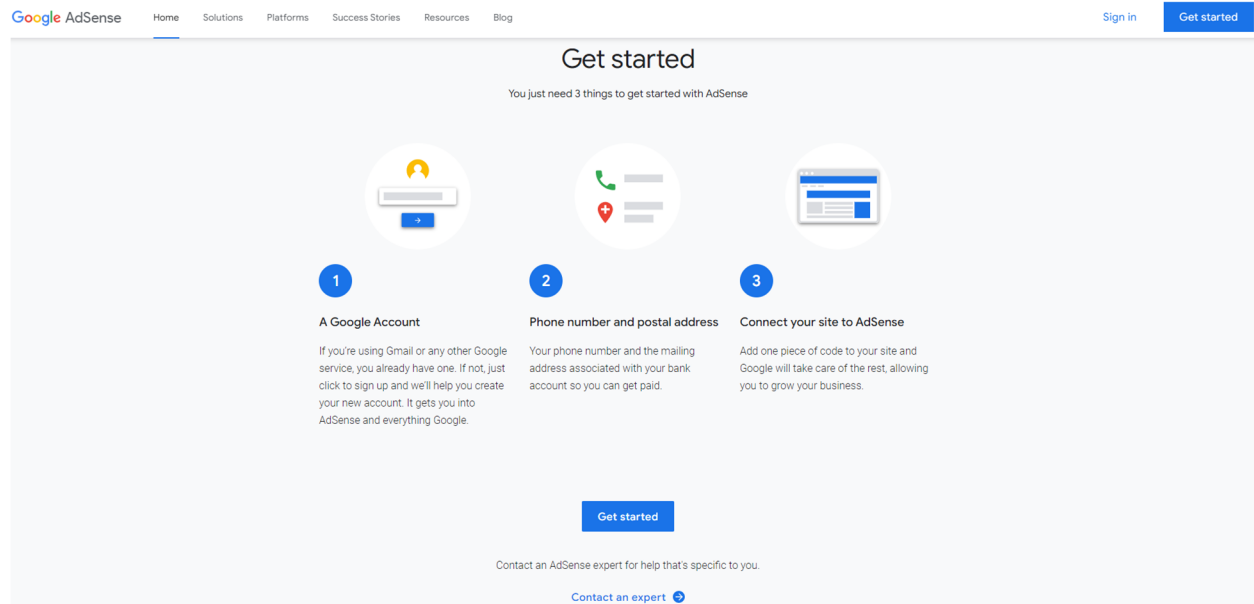 Google AdSense Home Solutions Platforms Success Stories Resources Blog Sign in Get started
Get started
You just need 3 things to get started with AdSense
1
A Google Account
If you're using Gmail or any other Google
service, you already have one. If not, just
click to sign up and we'll help you create
your new account. It gets you into
AdSense and everything Google.
2
Phone number and postal address
Your phone number and the mailing
address associated with your bank
account so you can get paid.
3
Connect your site to AdSense
Add one piece of code to your site and
Google will take care of the rest, allowing
you to grow your business.
Get started
Contact an AdSense expert for help that's specific to you.
Contact an expert